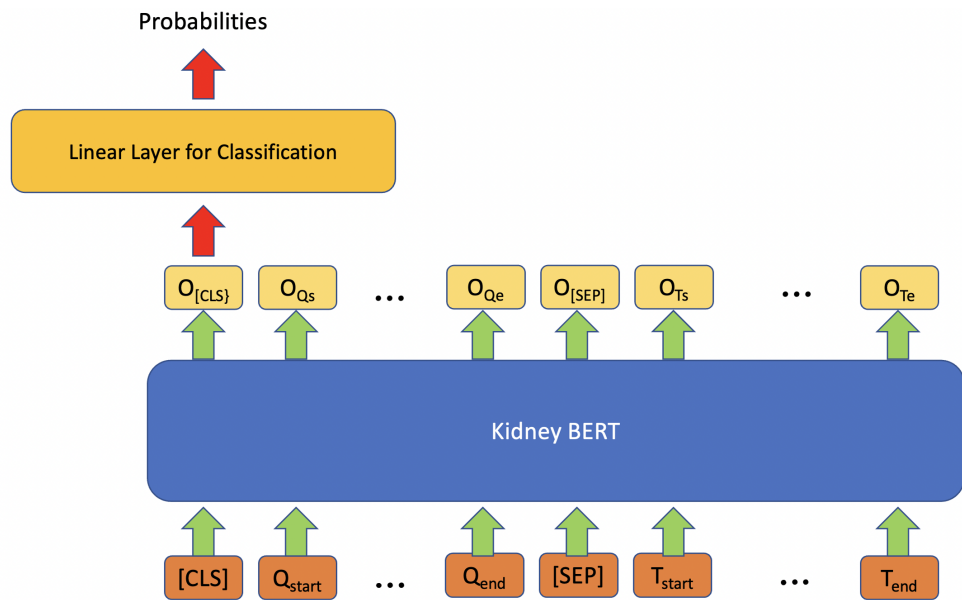 Probabilities
Linear Layer for Classification
O[CLS} OQs ... OQe O[SEP] OTs ... OTe
Kidney BERT
[CLS] Qstart ... Qend [SEP] Tstart ... Tend